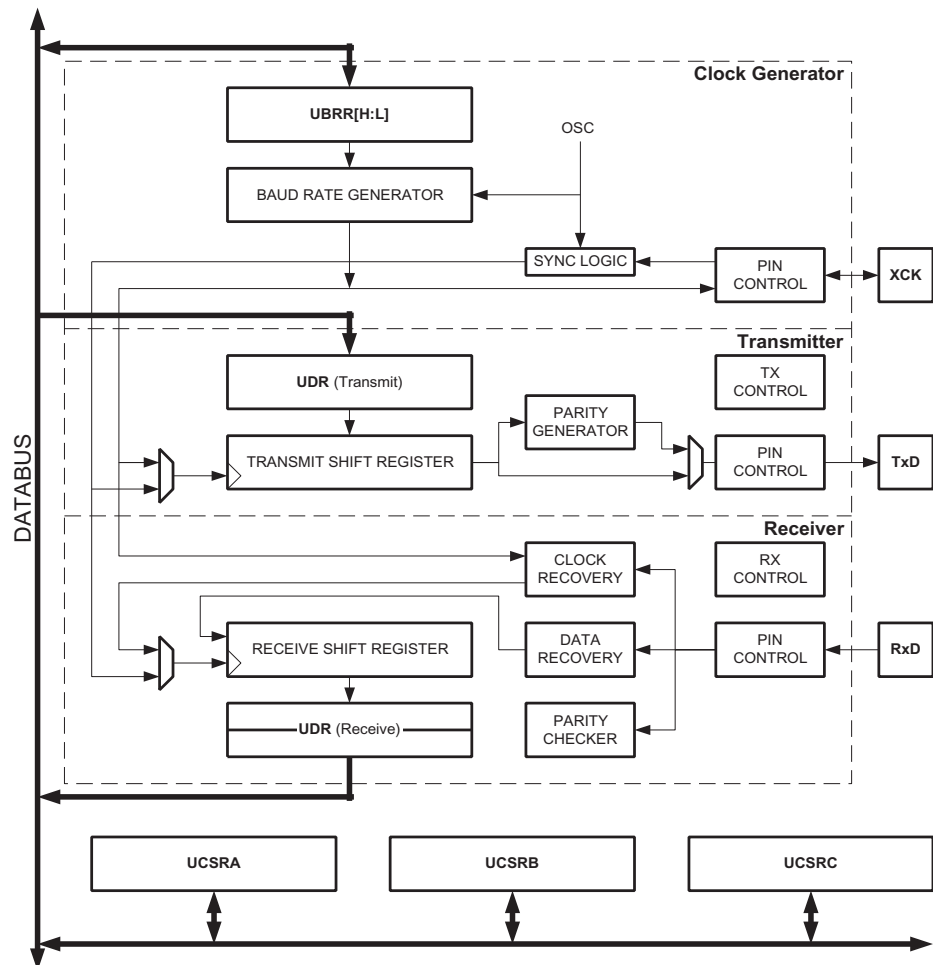 Clock Generator
UBRR[H:L]
OSC
BAUD RATE GENERATOR
SYNC LOGIC
PIN
CONTROL
XCK
DATABUS
Transmitter
UDR (Transmit)
TX
CONTROL
PARITY
GENERATOR
TRANSMIT SHIFT REGISTER
PIN
CONTROL
TxD
Receiver
CLOCK
RECOVERY
RX
CONTROL
RECEIVE SHIFT REGISTER
DATA
RECOVERY
PIN
CONTROL
RxD
UDR (Receive)
PARITY
CHECKER
UCSRA
UCSRB
UCSRC